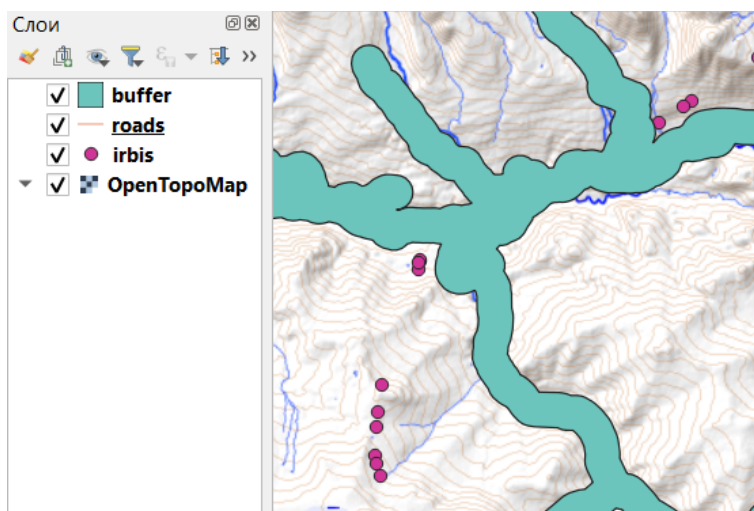 Слои
buffer
roads
irbis
OpenTopoMap